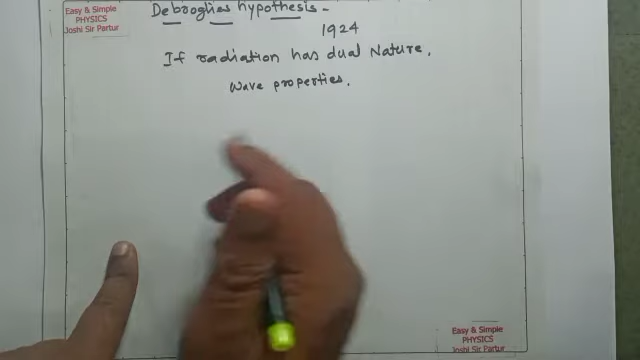 Easy & Simple
PHYSICS
Joshi Sir Partur
Debroglies hypothesis -
1924
If radiation has dual Nature.
Wave properties.
Easy & Simple
PHYSICS
Joshi Sir Partur